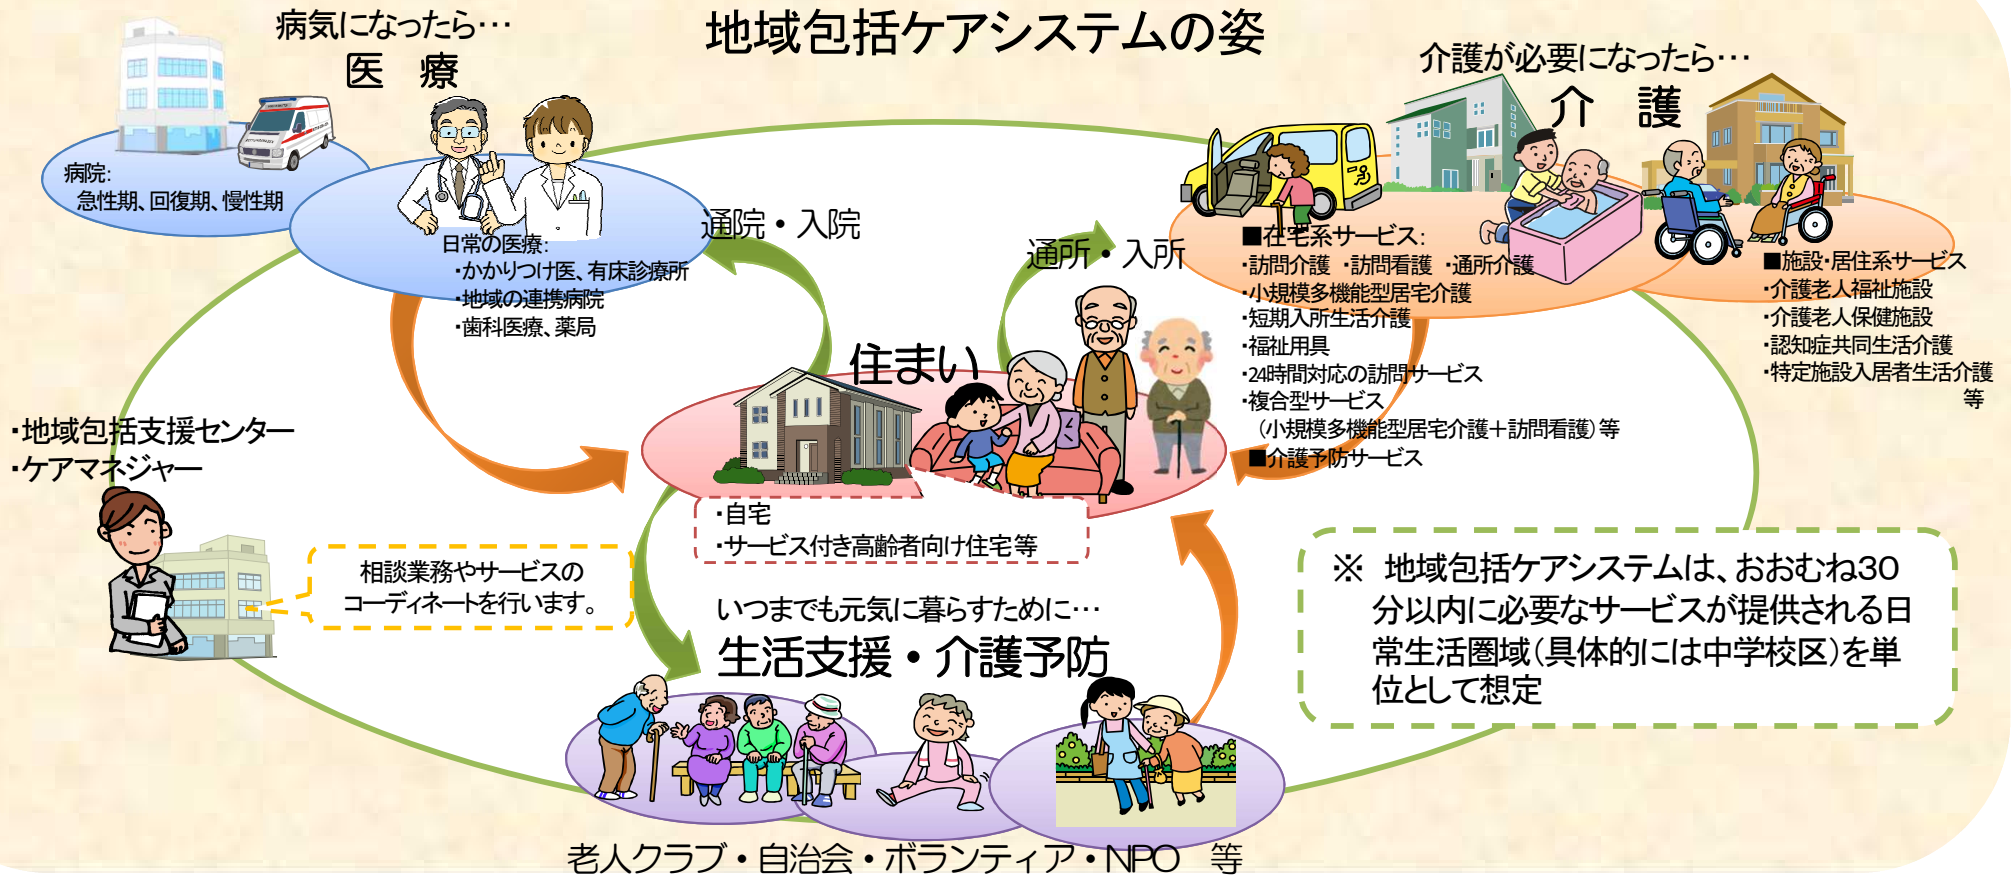 地域包括ケアシステムの姿
病気になったら…
医　療
病院:
急性期、回復期、慢性期
日常の医療:
・かかりつけ医、有床診療所
・地域の連携病院
・歯科医療、薬局
通院・入院
通所・入所
介護が必要になったら…
介　護
■在宅系サービス:
・訪問介護　・訪問看護　・通所介護
・小規模多機能型居宅介護
・短期入所生活介護
・福祉用具
・24時間対応の訪問サービス
・複合型サービス
（小規模多機能型居宅介護＋訪問看護）等
■介護予防サービス
■施設・居住系サービス
・介護老人福祉施設
・介護老人保健施設
・認知症共同生活介護
・特定施設入居者生活介護
等
住まい
・自宅
・サービス付き高齢者向け住宅等
・地域包括支援センター
・ケアマネジャー
相談業務やサービスの
コーディネートを行います。
いつまでも元気に暮らすために…
生活支援・介護予防
老人クラブ・自治会・ボランティア・NPO　等
※　地域包括ケアシステムは、おおむね30
分以内に必要なサービスが提供される日
常生活圏域（具体的には中学校区）を単
位として想定